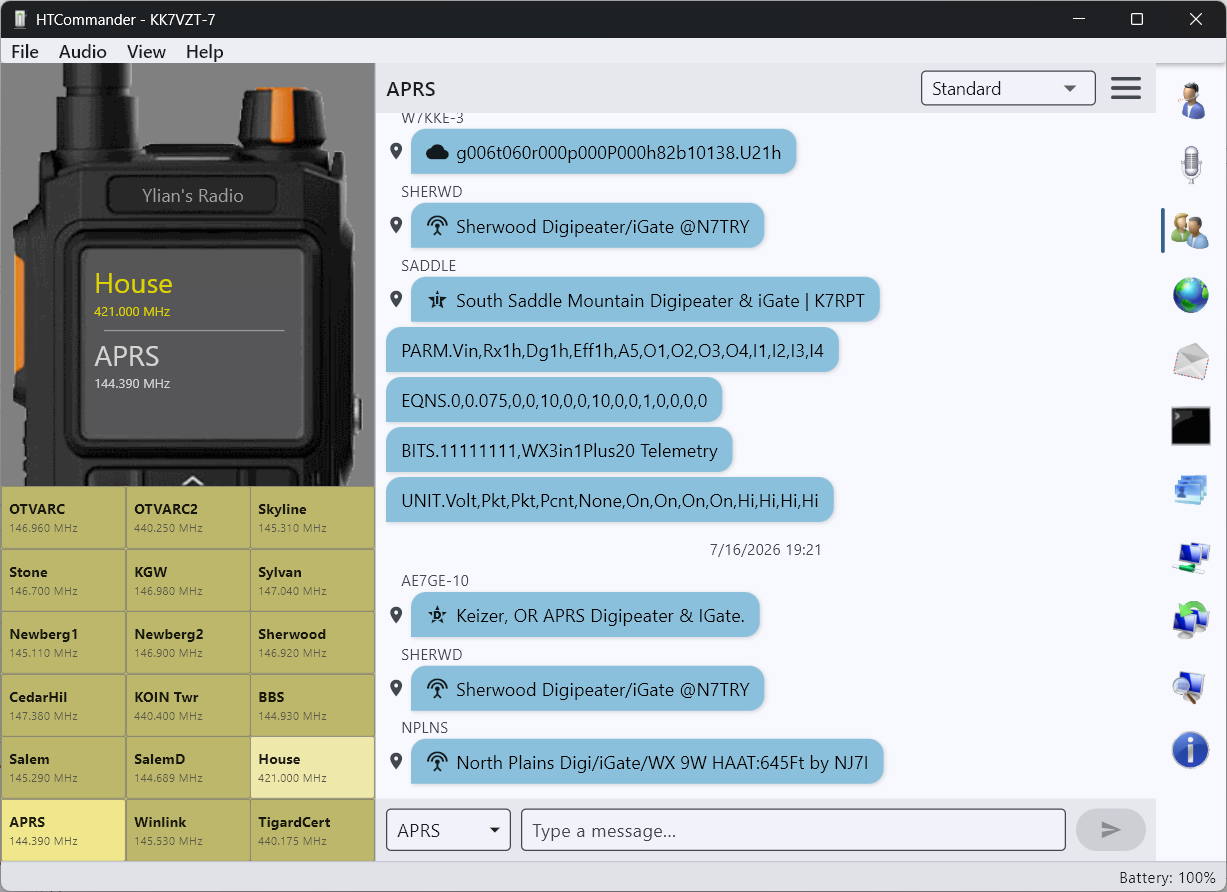 HTCommander - KK7VZT-7
File Audio View Help
Ylian's Radio
House
421.000 MHz
APRS
144.390 MHz
OTVARC
146.960 MHz
OTVARC2
440.250 MHz
Skyline
145.310 MHz
Stone
146.700 MHz
KGW
146.980 MHz
Sylvan
147.040 MHz
Newberg1
145.110 MHz
Newberg2
146.900 MHz
Sherwood
146.920 MHz
CedarHil
147.380 MHz
KOIN Twr
440.400 MHz
BBS
144.930 MHz
Salem
145.290 MHz
SalemD
144.689 MHz
House
421.000 MHz
APRS
144.390 MHz
Winlink
145.530 MHz
TigardCert
440.175 MHz
APRS
Standard
W7KKE-3
g006t060r000p000P000h82b10138.U21h
SHERWD
Sherwood Digipeater/iGate @N7TRY
SADDLE
South Saddle Mountain Digipeater & iGate | K7RPT
PARM.Vin,Rx1h,Dg1h,Eff1h,A5,O1,O2,O3,O4,I1,I2,I3,I4
EQNS.0,0.075,0,0,10,0,0,10,0,0,1,0,0,0,0
BITS.11111111,WX3in1Plus20 Telemetry
UNIT.Volt,Pkt,Pkt,Pcnt,None,On,On,On,On,Hi,Hi,Hi,Hi
7/16/2026 19:21
AE7GE-10
D
Keizer, OR APRS Digipeater & IGate.
SHERWD
Sherwood Digipeater/iGate @N7TRY
NPLNS
North Plains Digi/iGate/WX 9W HAAT:645Ft by NJ7I
APRS
Type a message...
Battery: 100%